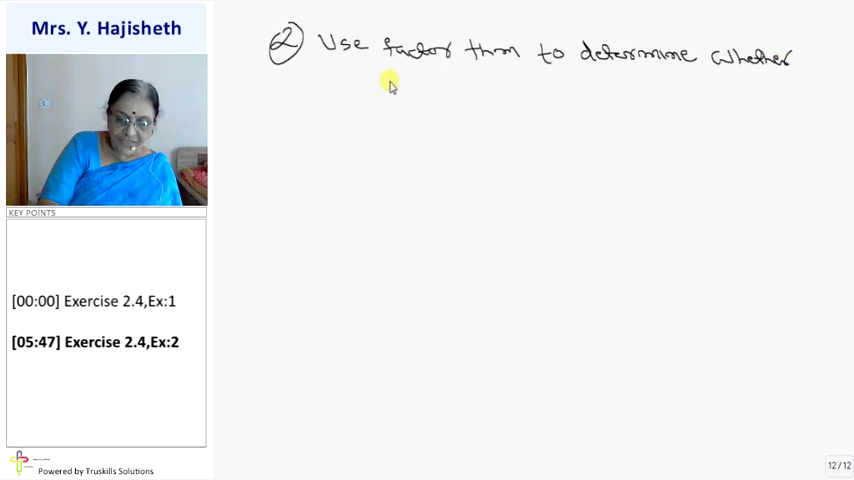 Mrs. Y. Hajisheth
② Use factor thm to determine whether
KEY POINTS
[00:00] Exercise 2.4,Ex:1
[05:47] Exercise 2.4,Ex:2
Powered by Truskills Solutions
12/12